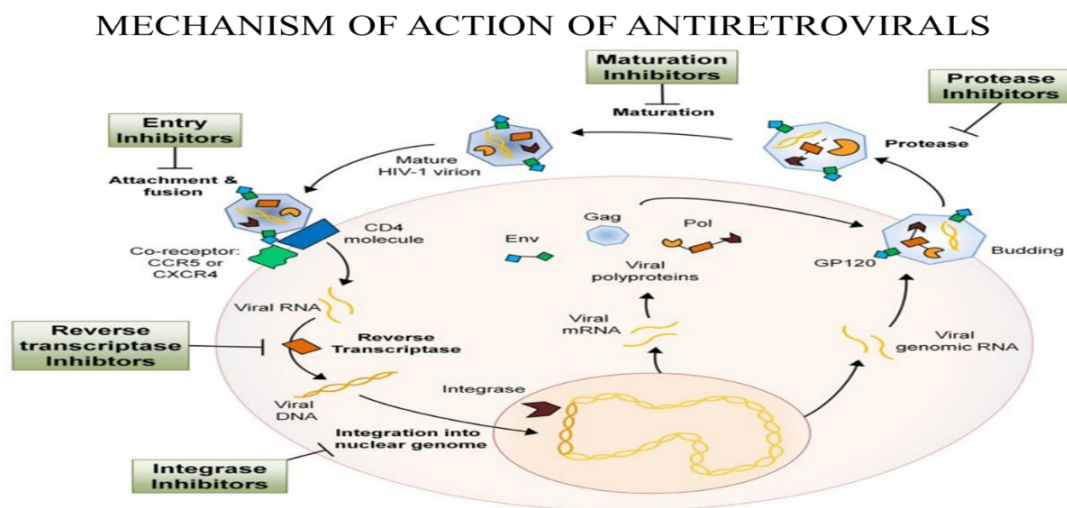 MECHANISM OF ACTION OF ANTIRETROVIRALS
Maturation
Inhibitors
Maturation
Protease
Inhibitors
Protease
Entry
Inhibitors
Attachment &
fusion
Mature
HIV-1 virion
CD4
molecule
Co-receptor:
CCR5 or
CXCR4
Gag
Pol
Env
Viral
polyproteins
GP120
Budding
Viral RNA
Reverse
transcriptase
Inhibtors
Reverse
Transcriptase
Viral
mRNA
Viral
genomic RNA
Viral
DNA
Integrase
Integration into
nuclear genome
Integrase
Inhibitors